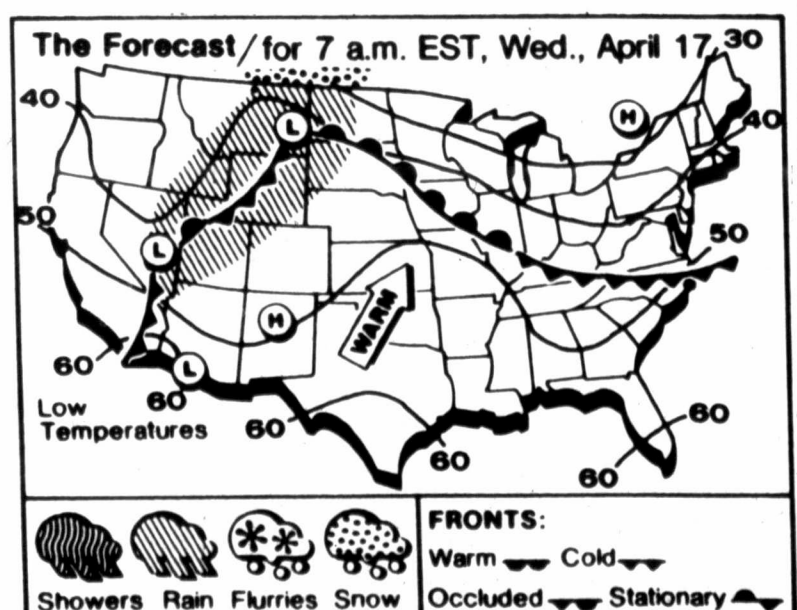 The Forecast/for 7 a.m. EST, Wed., April 17
30
40
H
L
40
50
L
50
H
WARM
60
L
60
Low
Temperatures
60
60
60
60
FRONTS:
Warm Cold
Showers Rain Flurries Snow
Occluded Stationary